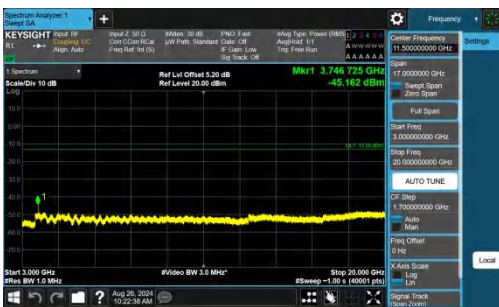 Spectrum Analyzer 1
Swept SA
+
Frequency
KEYSIGHT
Input: RF
Coupling: DC
Align: Auto
Input Z: 50 Ω
Corr CCorr RCal
Freq Ref: Int (S)
#Atten: 30 dB
µW Path: Standard
PNO: Fast
Gate: Off
IF Gain: Low
Sig Track: Off
#Avg Type: Power (RMS)
Avg|Hold: 1/1
Trig: Free Run
1 Spectrum
Scale/Div 10 dB
Log
Ref Lvl Offset 5.20 dB
Ref Level 20.00 dBm
Mkr1 3.746 725 GHz
-45.162 dBm
10.0
0.00
-10.0
-20.0
-30.0
-40.0
-50.0
-60.0
-70.0
1
Start 3.000 GHz
#Res BW 1.0 MHz
#Video BW 3.0 MHz*
Stop 20.000 GHz
#Sweep ~1.00 s (40001 pts)
Aug 26, 2024
10:22:38 AM
Center Frequency
11.500000000 GHz
Settings
Span
17.0000000 GHz
Swept Span
Zero Span
Full Span
Start Freq
3.000000000 GHz
Stop Freq
20.000000000 GHz
AUTO TUNE
CF Step
1.700000000 GHz
Auto
Man
Freq Offset
0 Hz
X Axis Scale
Log
Lin
Local
Signal Track
(Span Zoom)